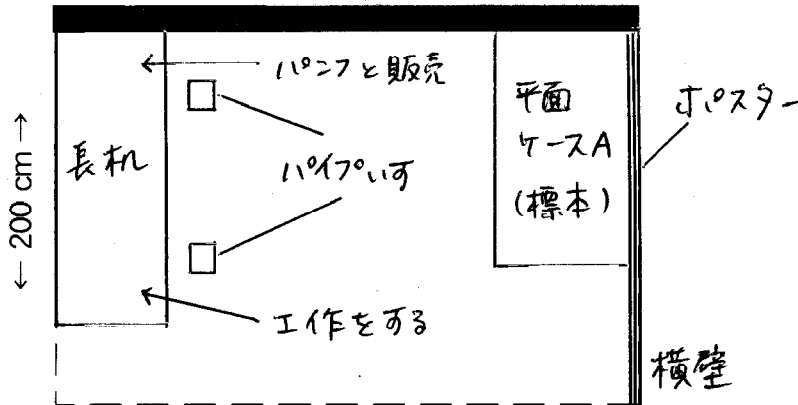 パンフと販売
平面
ケースA
(標本)
ポスター
← 200 cm →
長机
パイプいす
工作をする
横壁